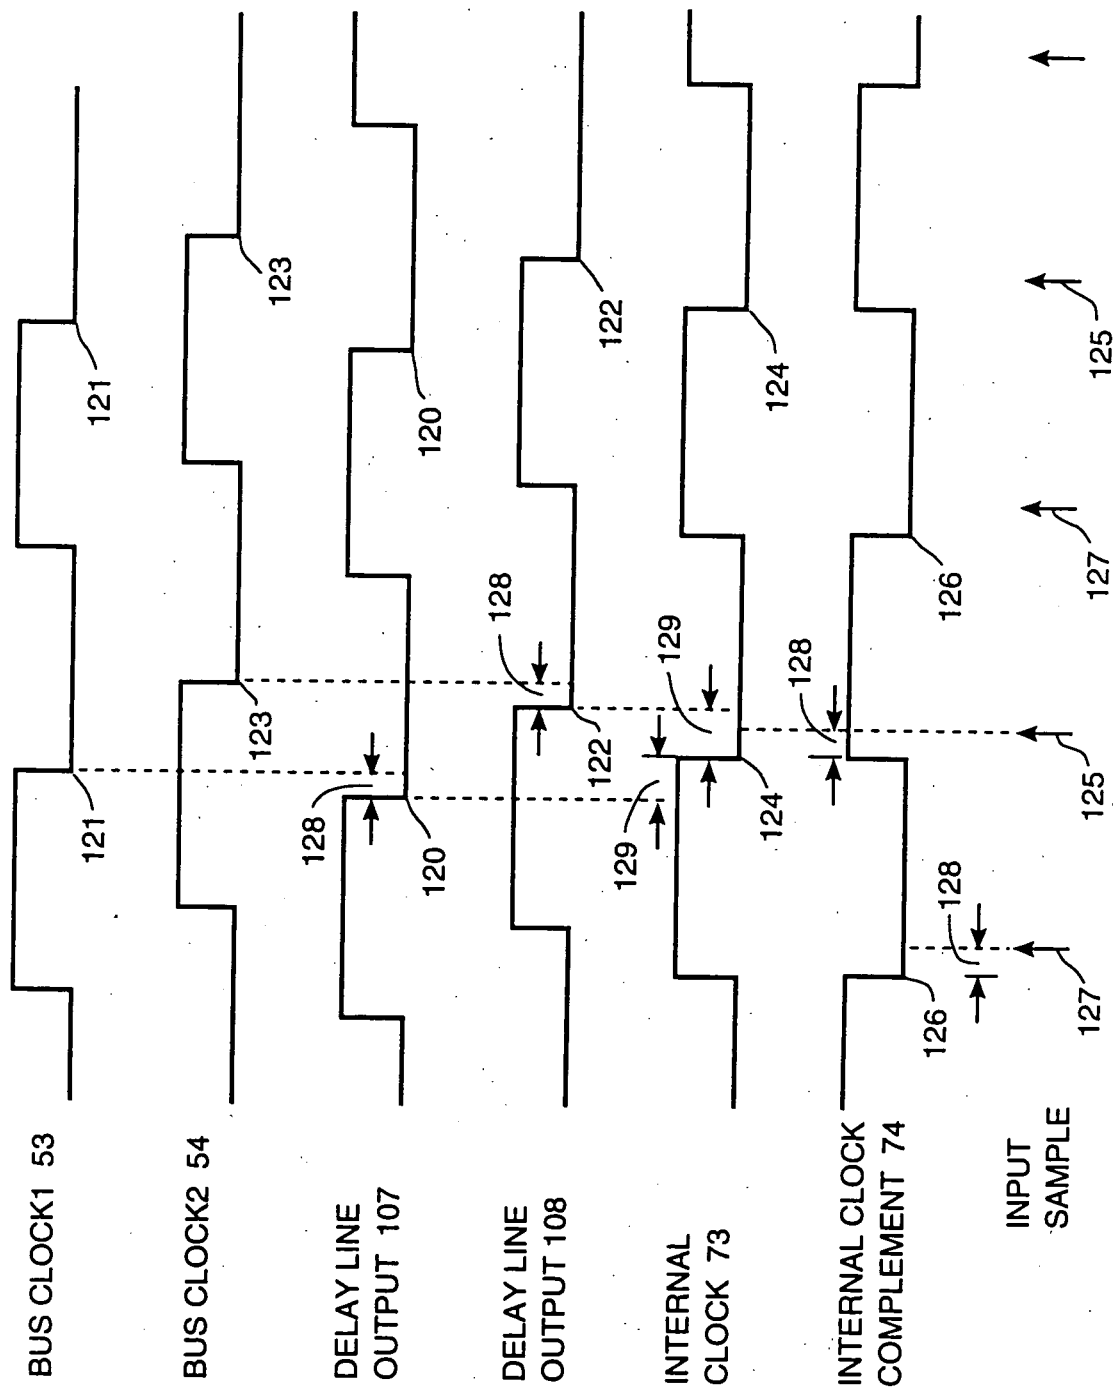 BUS CLOCK1 53
121
121
BUS CLOCK2 54
123
123
DELAY LINE
OUTPUT 107
128
120
120
DELAY LINE
OUTPUT 108
128
122
122
INTERNAL
CLOCK 73
129
129
124
124
INTERNAL CLOCK
COMPLEMENT 74
128
126
128
126
INPUT
SAMPLE
127
125
127
125